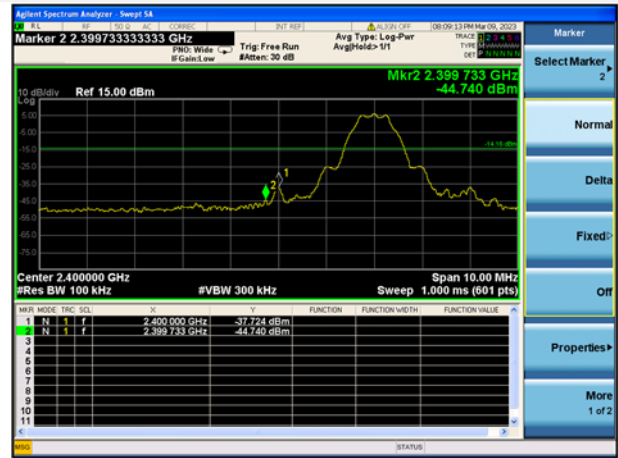 Agilent Spectrum Analyzer - Swept SA
RL RF 50 Ω AC CORREC INT REF ALIGN OFF 08:09:13 PM Mar 09, 2023
Marker 2 2.399733333333 GHz
PNO: Wide
IFGain:Low
Trig: Free Run
#Atten: 30 dB
Avg Type: Log-Pwr
Avg|Hold:> 1/1
TRACE 1 2 3 4 5 6
TYPE M
DET P N N N N N
Mkr2 2.399 733 GHz
-44.740 dBm
10 dB/div Ref 15.00 dBm
Log
5.00
-5.00
-15.0
-14.16 dBm
-25.0
-35.0
-45.0
-55.0
-65.0
-75.0
1
2
Center 2.400000 GHz
Span 10.00 MHz
#Res BW 100 kHz
#VBW 300 kHz
Sweep 1.000 ms (601 pts)
MKR MODE TRC SCL X Y FUNCTION FUNCTION WIDTH FUNCTION VALUE
1 N 1 f 2.400 000 GHz -37.724 dBm
2 N 1 f 2.399 733 GHz -44.740 dBm
3
4
5
6
7
8
9
10
11
MSG
STATUS
Marker
Select Marker
2
Normal
Delta
Fixed
Off
Properties
More
1 of 2